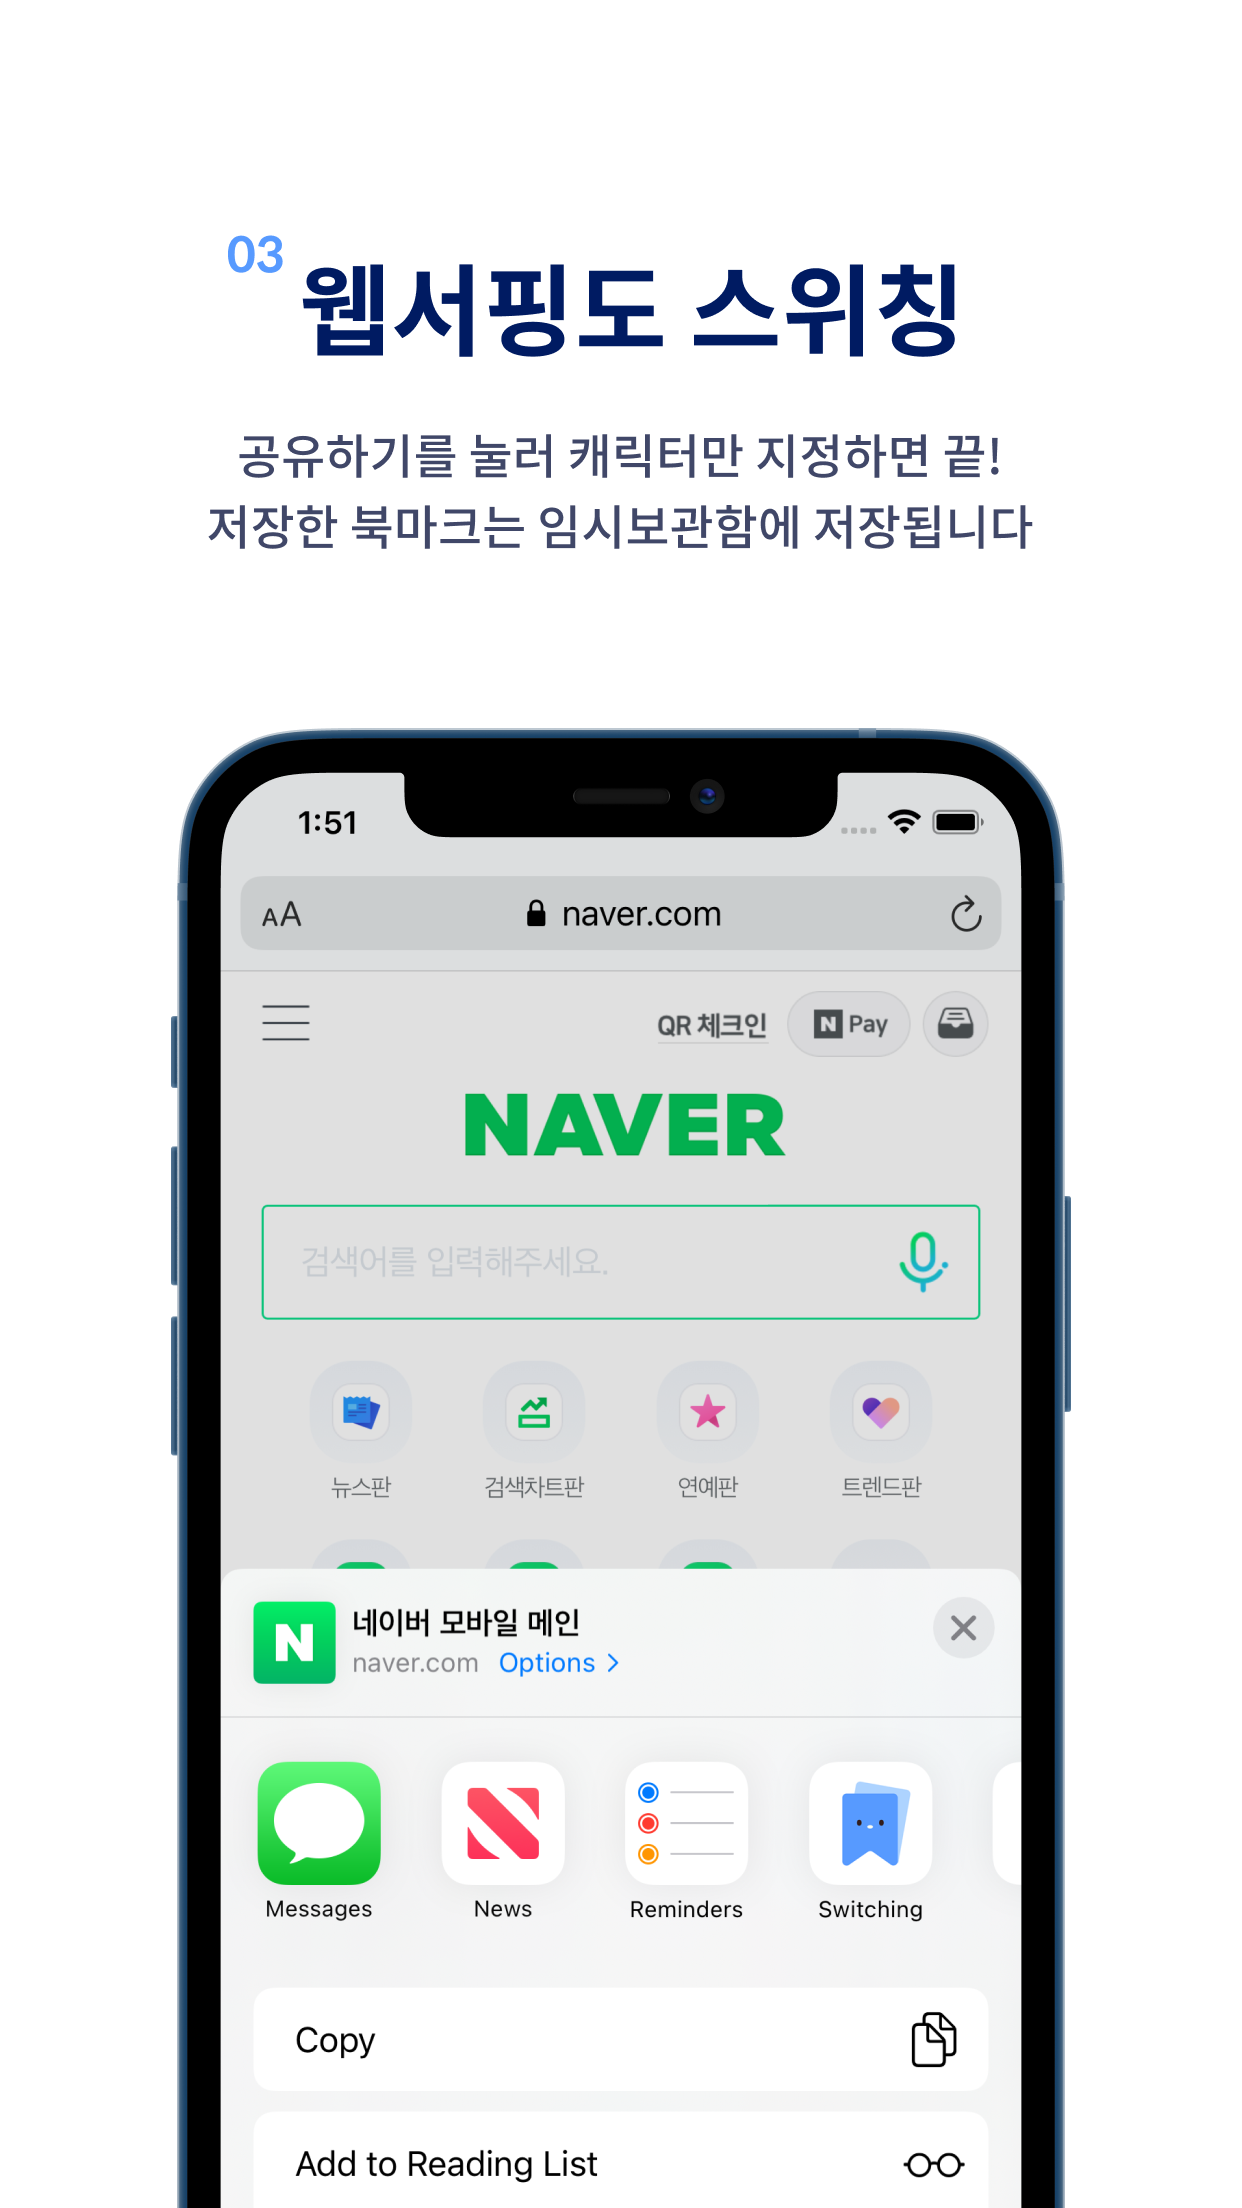 03
웹서핑도 스위칭
공유하기를 눌러 캐릭터만 지정하면 끝!
저장한 북마크는 임시보관함에 저장됩니다
1:51
AA naver.com
QR 체크인 N Pay
NAVER
검색어를 입력해주세요.
뉴스판 검색차트판 연예판 트렌드판
N 네이버 모바일 메인
naver.com Options >
Messages News Reminders Switching
Copy
Add to Reading List